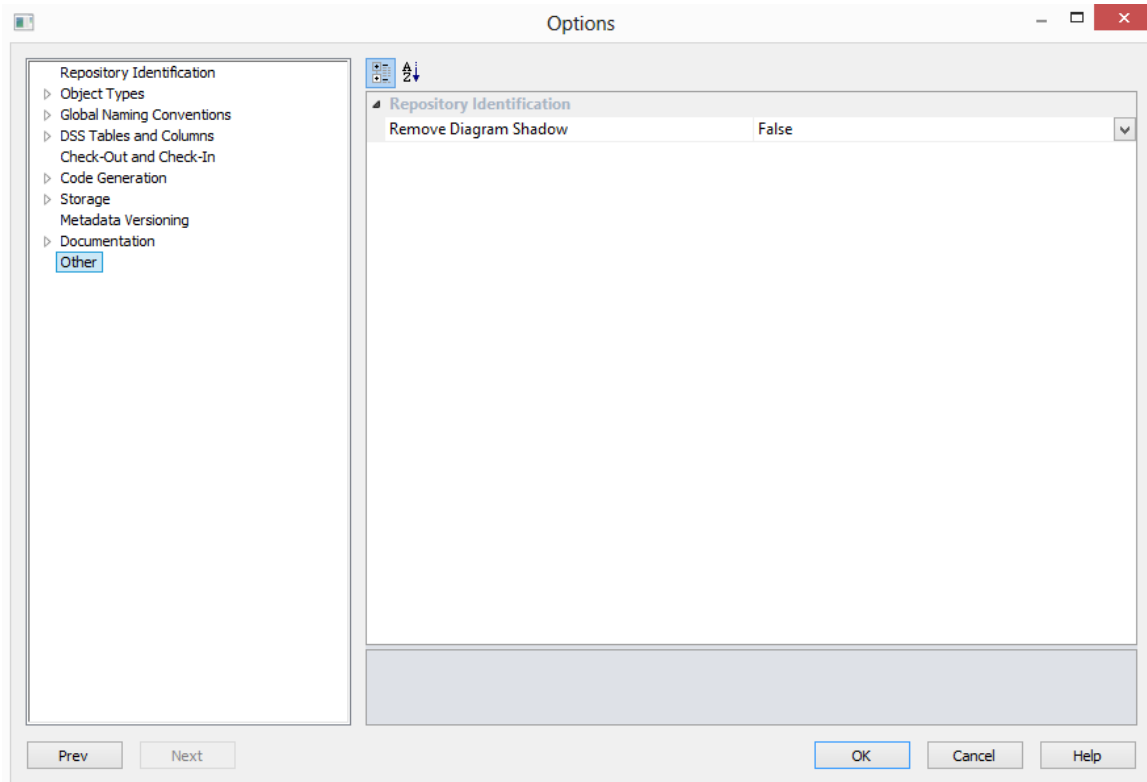 Options
Repository Identification
Object Types
Global Naming Conventions
DSS Tables and Columns
Check-Out and Check-In
Code Generation
Storage
Metadata Versioning
Documentation
Other
A
Z
Repository Identification
Remove Diagram Shadow False
Prev Next OK Cancel Help